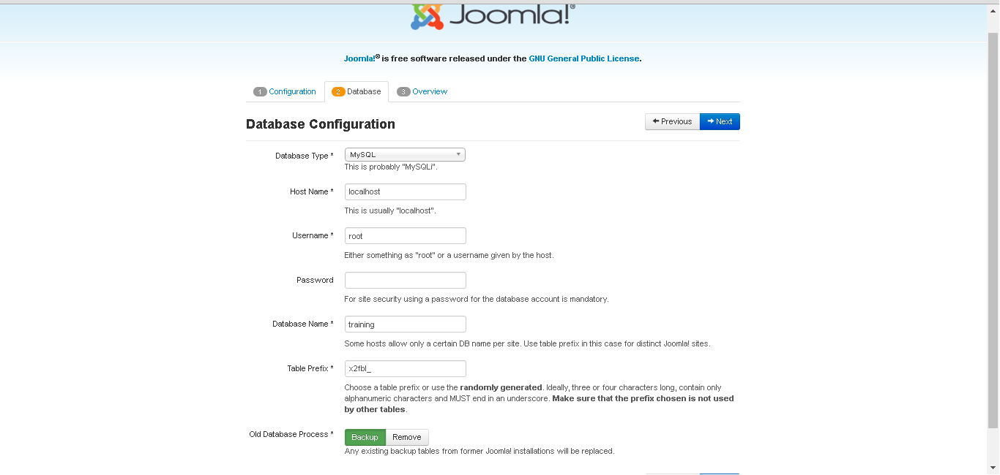 Joomla!®
Joomla!® is free software released under the GNU General Public License.
1 Configuration 2 Database 3 Overview
Database Configuration Previous Next
Database Type * MySQL
This is probably "MySQLi".
Host Name * localhost
This is usually "localhost".
Username * root
Either something as "root" or a username given by the host.
Password
For site security using a password for the database account is mandatory.
Database Name * training
Some hosts allow only a certain DB name per site. Use table prefix in this case for distinct Joomla! sites.
Table Prefix * x2fbl_
Choose a table prefix or use the randomly generated. Ideally, three or four characters long, contain only
alphanumeric characters and MUST end in an underscore. Make sure that the prefix chosen is not used
by other tables.
Old Database Process * Backup Remove
Any existing backup tables from former Joomla! installations will be replaced.